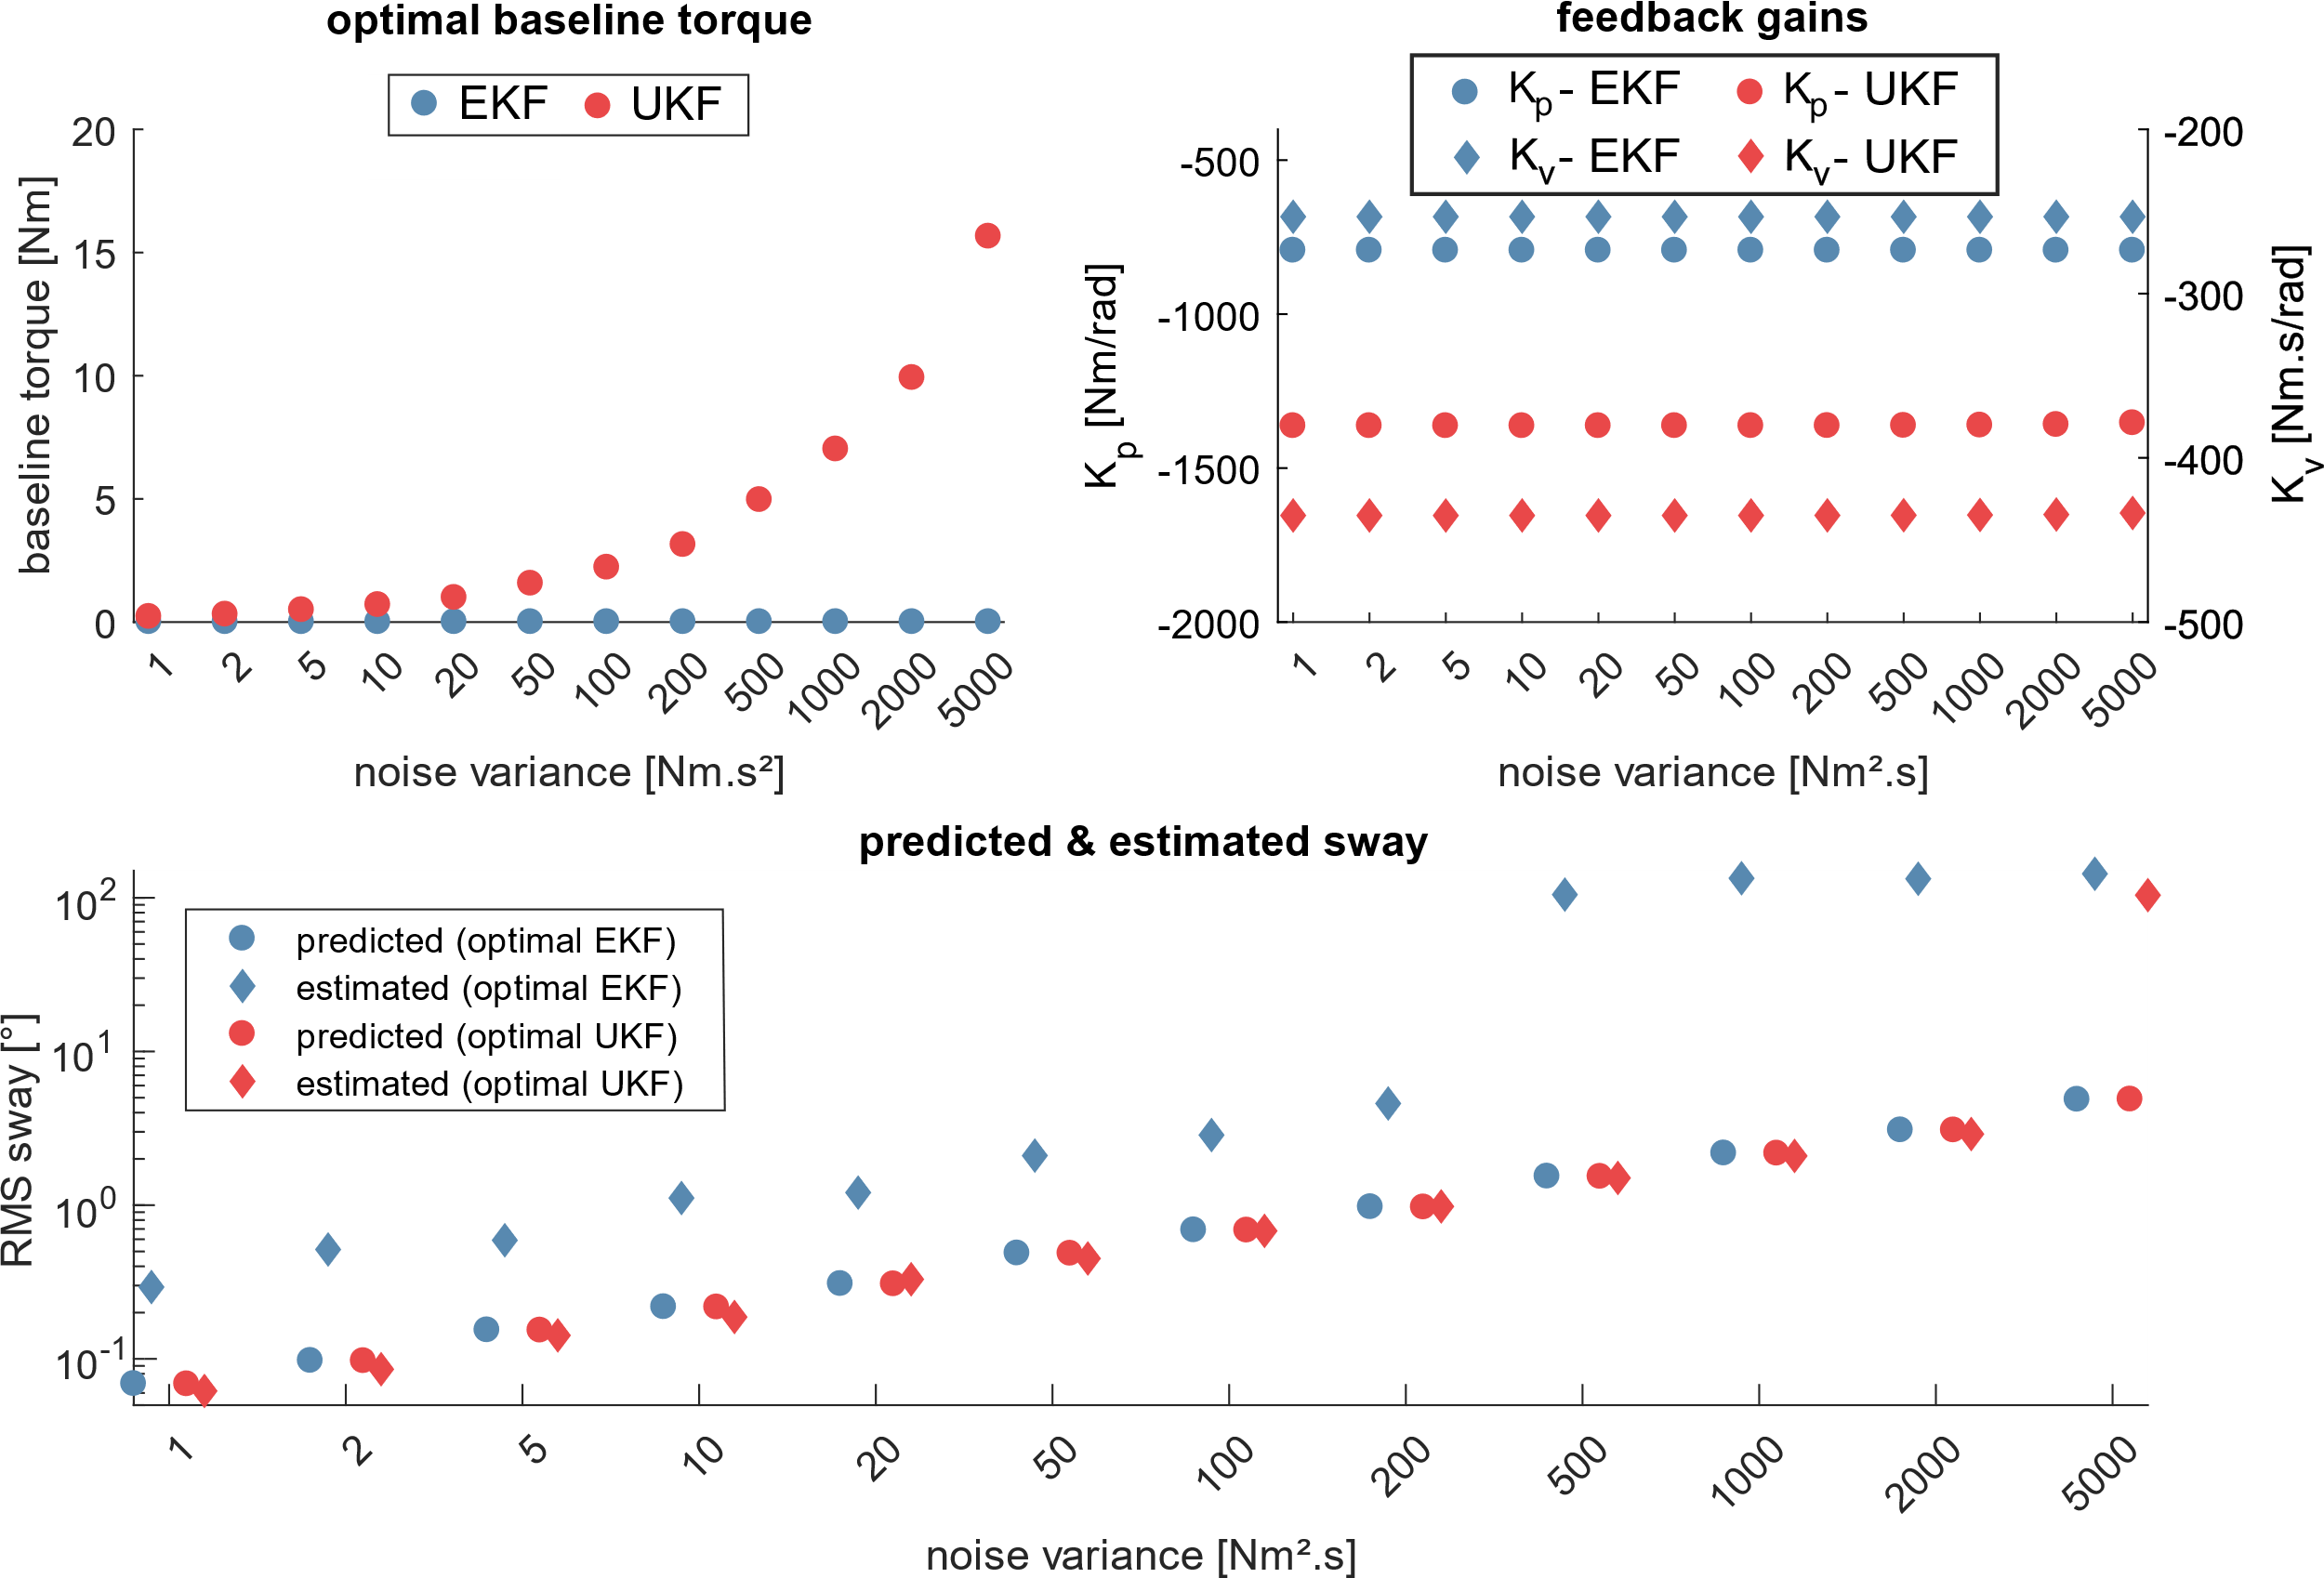 optimal baseline torque
EKF UKF
20
15
10
5
0
baseline torque [Nm]
1 2 5 10 20 50 100 200 500 1000 2000 5000
noise variance [Nm.s²]
feedback gains
Kp- EKF Kp- UKF
Kv- EKF Kv- UKF
-500
-1000
-1500
-2000
Kp [Nm/rad]
-200
-300
-400
-500
Kv [Nm.s/rad]
1 2 5 10 20 50 100 200 500 1000 2000 5000
noise variance [Nm².s]
predicted & estimated sway
10²
10¹
10⁰
10⁻¹
RMS sway [°]
predicted (optimal EKF)
estimated (optimal EKF)
predicted (optimal UKF)
estimated (optimal UKF)
1 2 5 10 20 50 100 200 500 1000 2000 5000
noise variance [Nm².s]